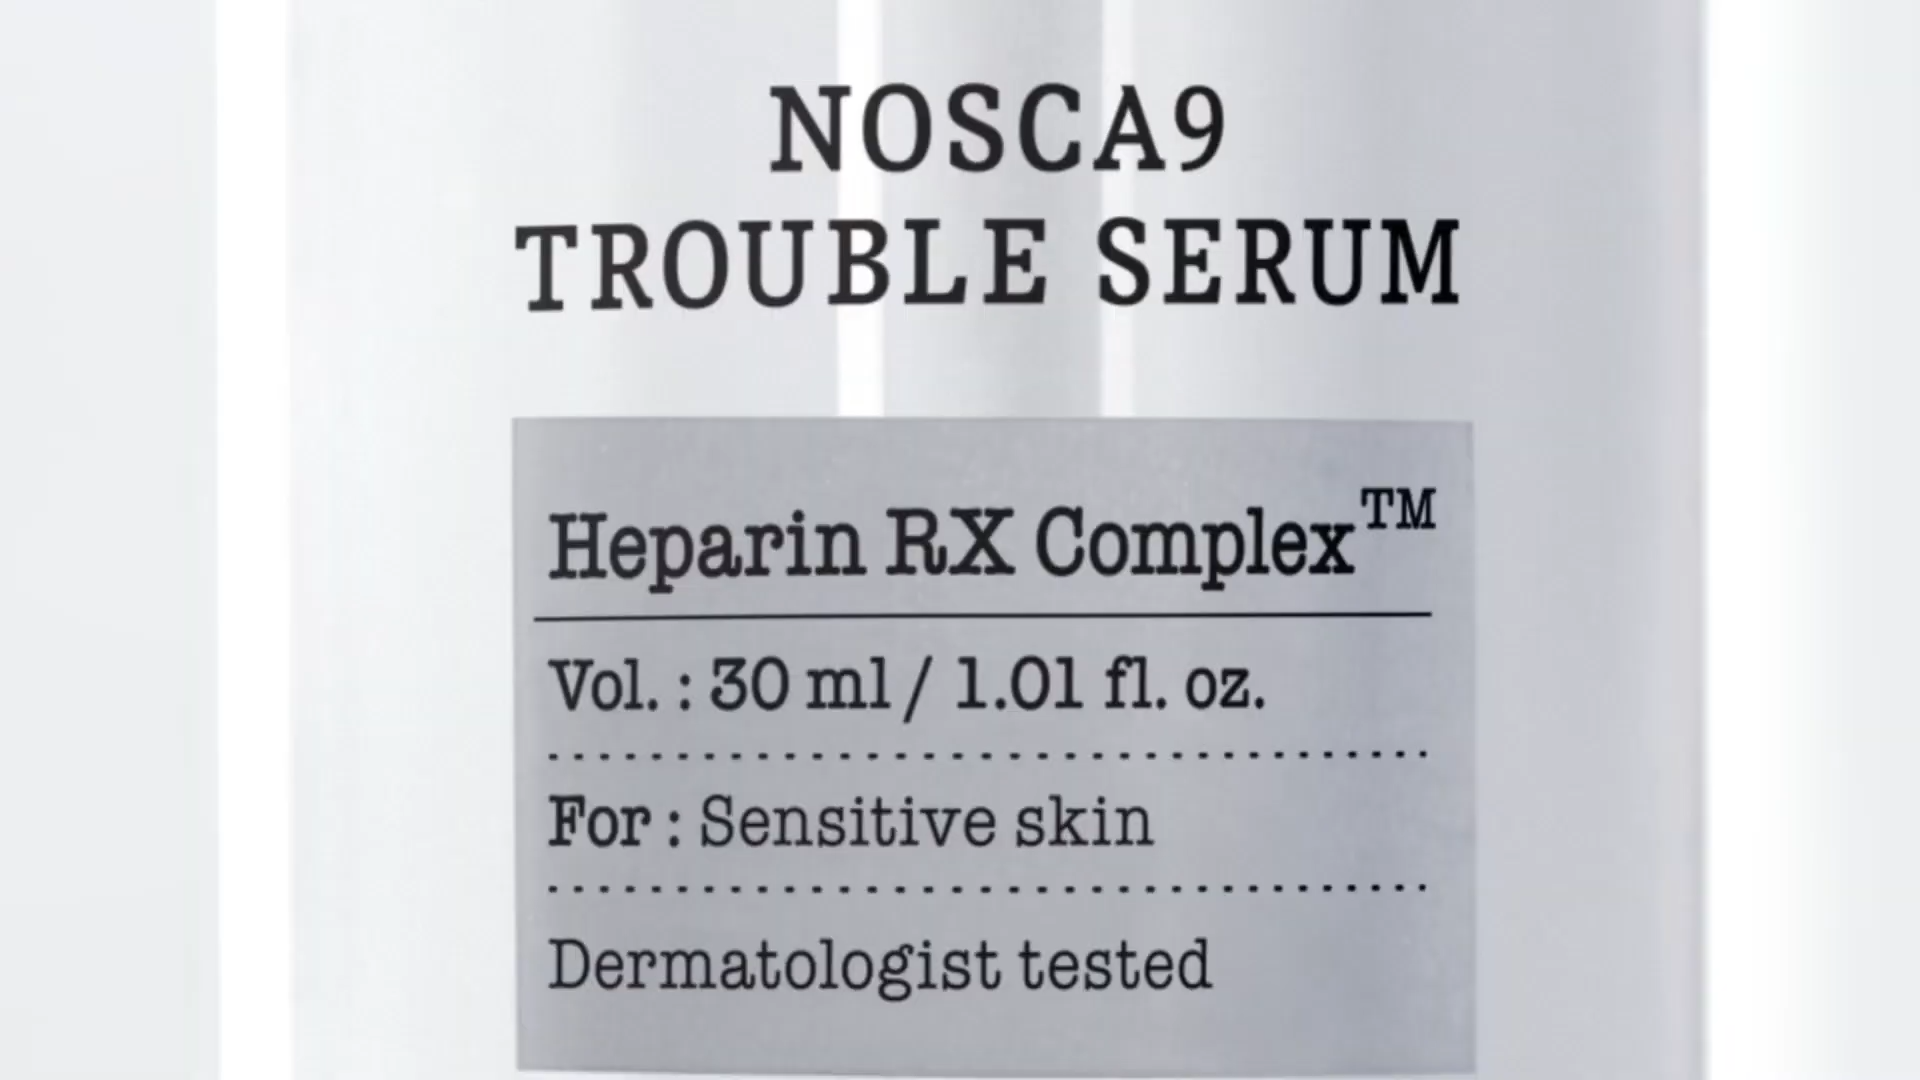 NOSCA9
TROUBLE SERUM
Heparin RX Complex™
Vol. : 30 ml / 1.01 fl. oz.
For : Sensitive skin
Dermatologist tested